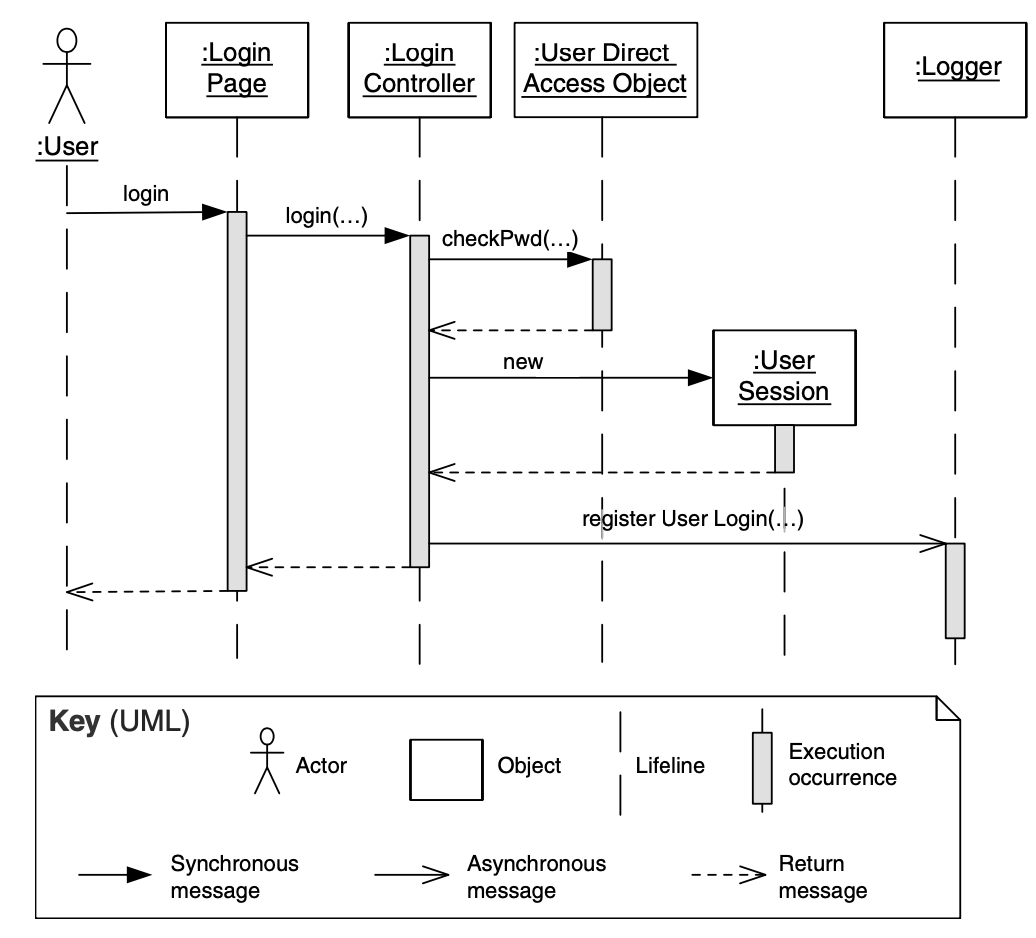 :Login
Page
:Login
Controller
:User Direct
Access Object
:Logger
:User
login
login(…)
checkPwd(…)
new
:User
Session
register User Login(…)
Key (UML)
Actor
Object
Lifeline
Execution
occurrence
Synchronous
message
Asynchronous
message
Return
message